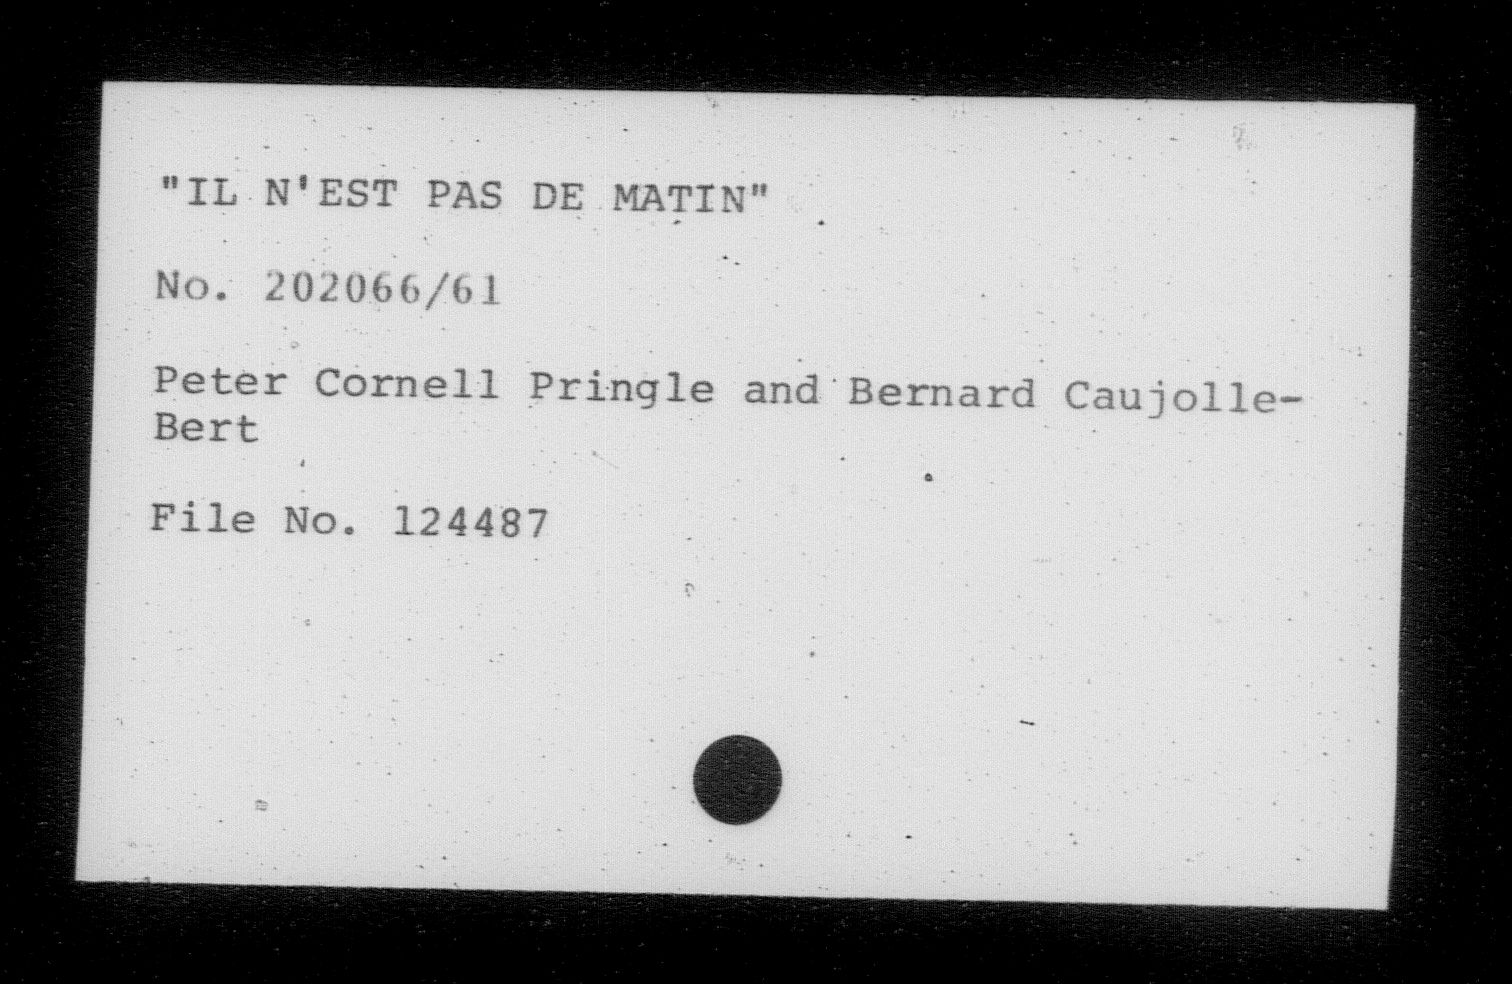 "IL N'EST PAS DE MATIN"
No. 202066/61
Peter Cornell Pringle and Bernard Caujolle-
Bert
File No. 124487